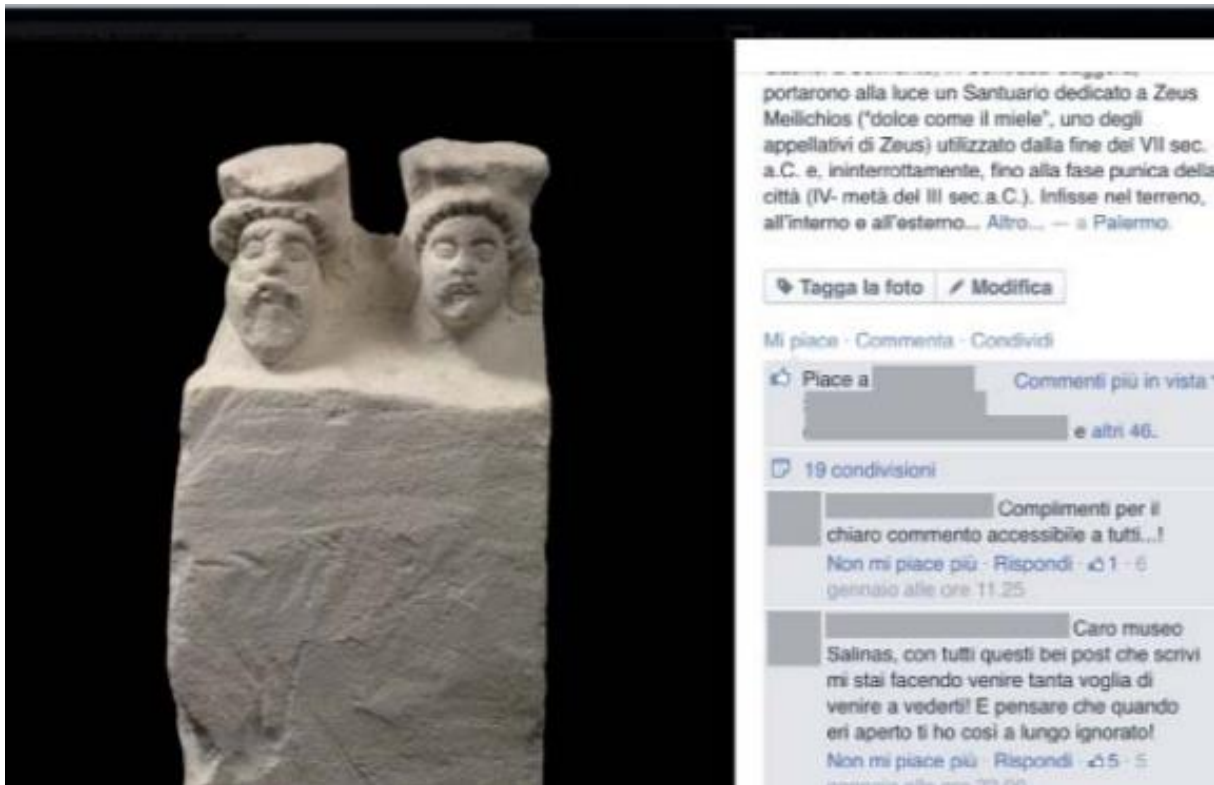 portarono alla luce un Santuario dedicato a Zeus
Meilichios ("dolce come il miele", uno degli
appellativi di Zeus) utilizzato dalla fine del VII sec.
a.C. e, ininterrottamente, fino alla fase punica della
città (IV- metà del III sec.a.C.). Infisse nel terreno,
all'interno e all'esterno... Altro... — a Palermo.
Tagga la foto Modifica
Mi piace · Commenta · Condividi
Piace a Commenti più in vista
e altri 46.
19 condivisioni
Complimenti per il
chiaro commento accessibile a tutti...!
Non mi piace più · Rispondi · 1 · 6
gennaio alle ore 11.25
Caro museo
Salinas, con tutti questi bei post che scrivi
mi stai facendo venire tanta voglia di
venire a vederti! E pensare che quando
eri aperto ti ho così a lungo ignorato!
Non mi piace più · Rispondi · 5 · 5